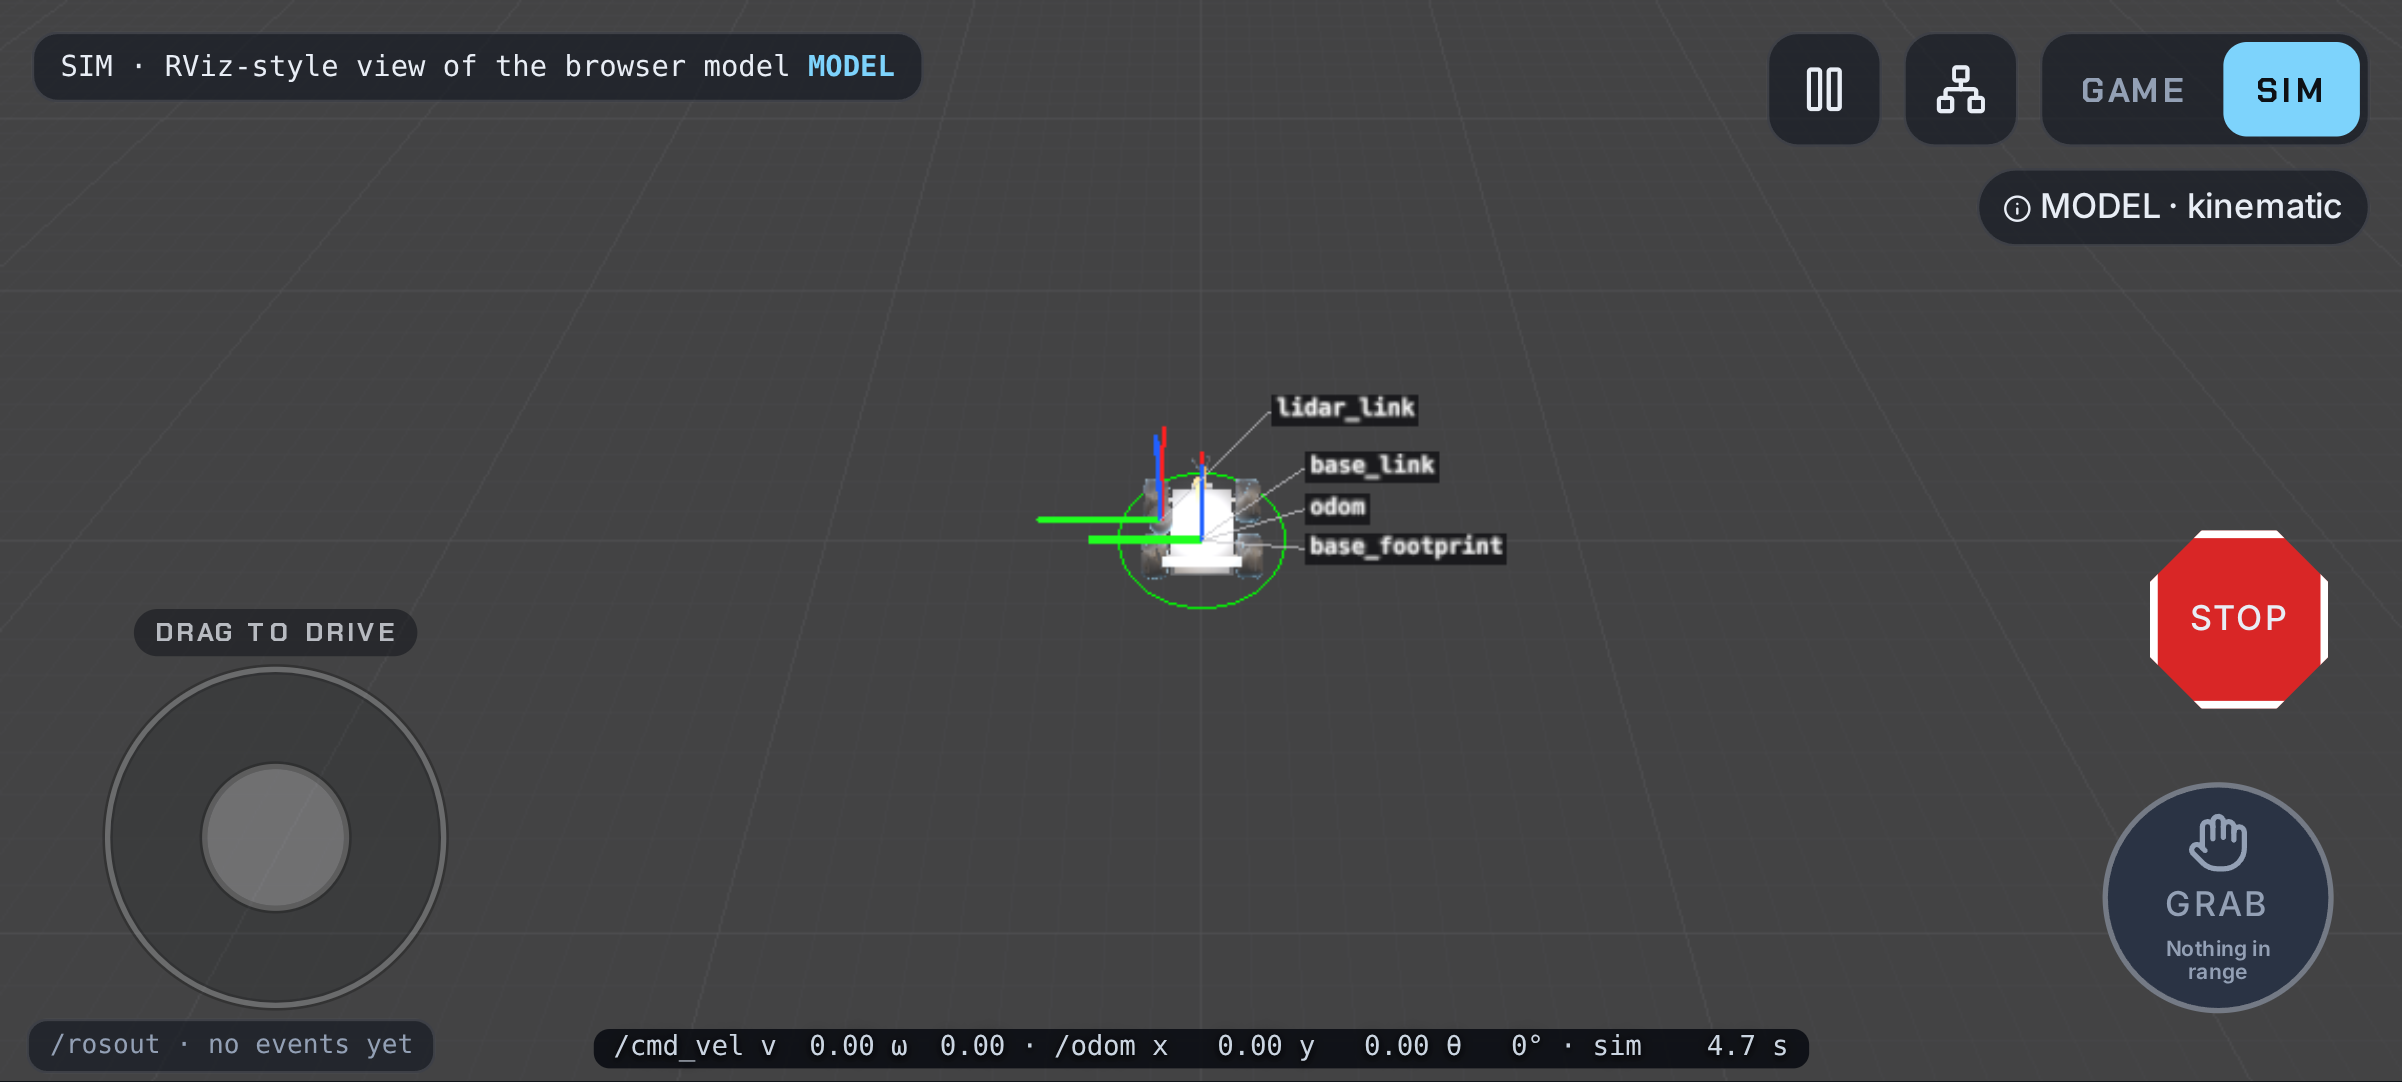 SIM · RViz-style view of the browser model MODEL
GAME
SIM
MODEL · kinematic
lidar_link
base_link
odom
base_footprint
DRAG TO DRIVE
STOP
GRAB
Nothing in
range
/rosout · no events yet
/cmd_vel v 0.00 ω 0.00 · /odom x 0.00 y 0.00 θ 0° · sim 4.7 s